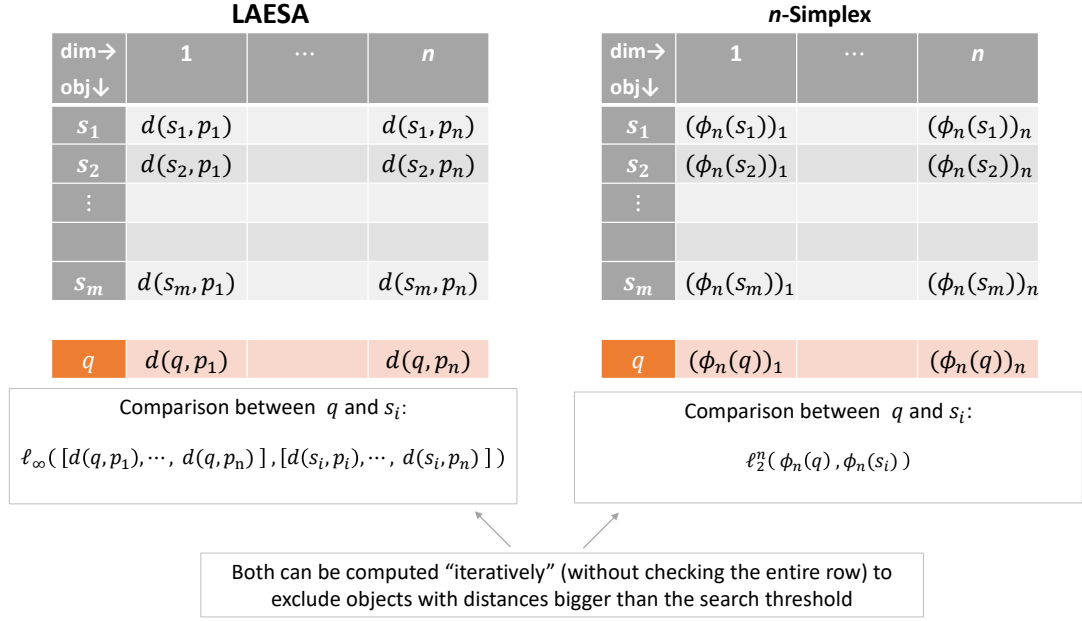 LAESA
dim→ 1 ⋯ n
obj↓
s₁ d(s₁, p₁) d(s₁, pₙ)
s₂ d(s₂, p₁) d(s₂, pₙ)
⋮
sₘ d(sₘ, p₁) d(sₘ, pₙ)
q d(q, p₁) d(q, pₙ)
Comparison between q and sᵢ:
ℓ∞( [d(q, p₁), ⋯, d(q, pₙ) ] , [d(sᵢ, pᵢ), ⋯, d(sᵢ, pₙ) ] )
n-Simplex
dim→ 1 ⋯ n
obj↓
s₁ (ϕₙ(s₁))₁ (ϕₙ(s₁))ₙ
s₂ (ϕₙ(s₂))₁ (ϕₙ(s₂))ₙ
⋮
sₘ (ϕₙ(sₘ))₁ (ϕₙ(sₘ))ₙ
q (ϕₙ(q))₁ (ϕₙ(q))ₙ
Comparison between q and sᵢ:
ℓ₂ⁿ( ϕₙ(q) , ϕₙ(sᵢ) )
Both can be computed “iteratively” (without checking the entire row) to
exclude objects with distances bigger than the search threshold